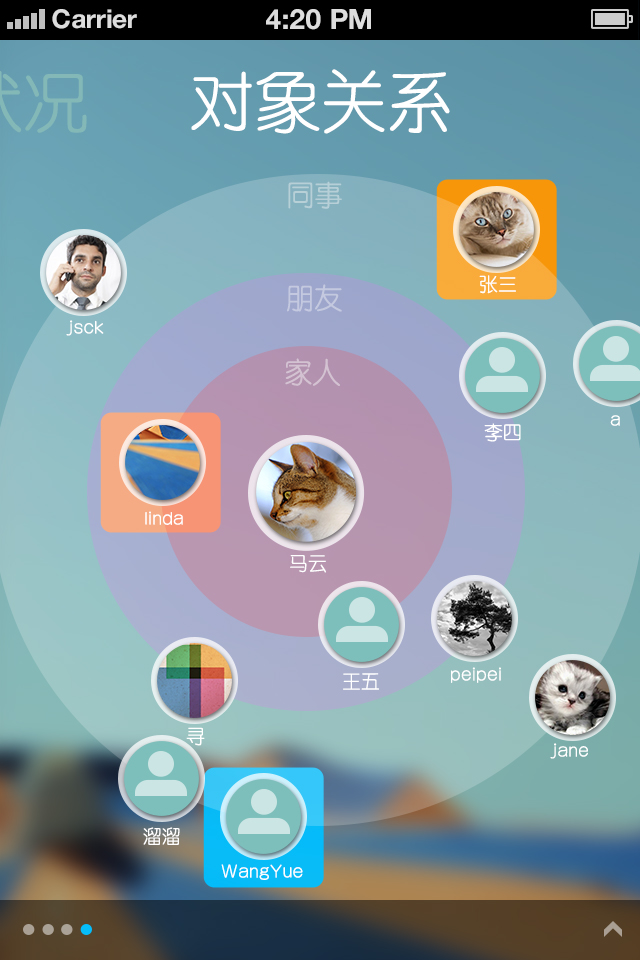 Carrier 4:20 PM
状况 对象关系
同事
张三
朋友
jsck
家人
李四
a
linda
马云
王五
peipei
寻
jane
溜溜
WangYue